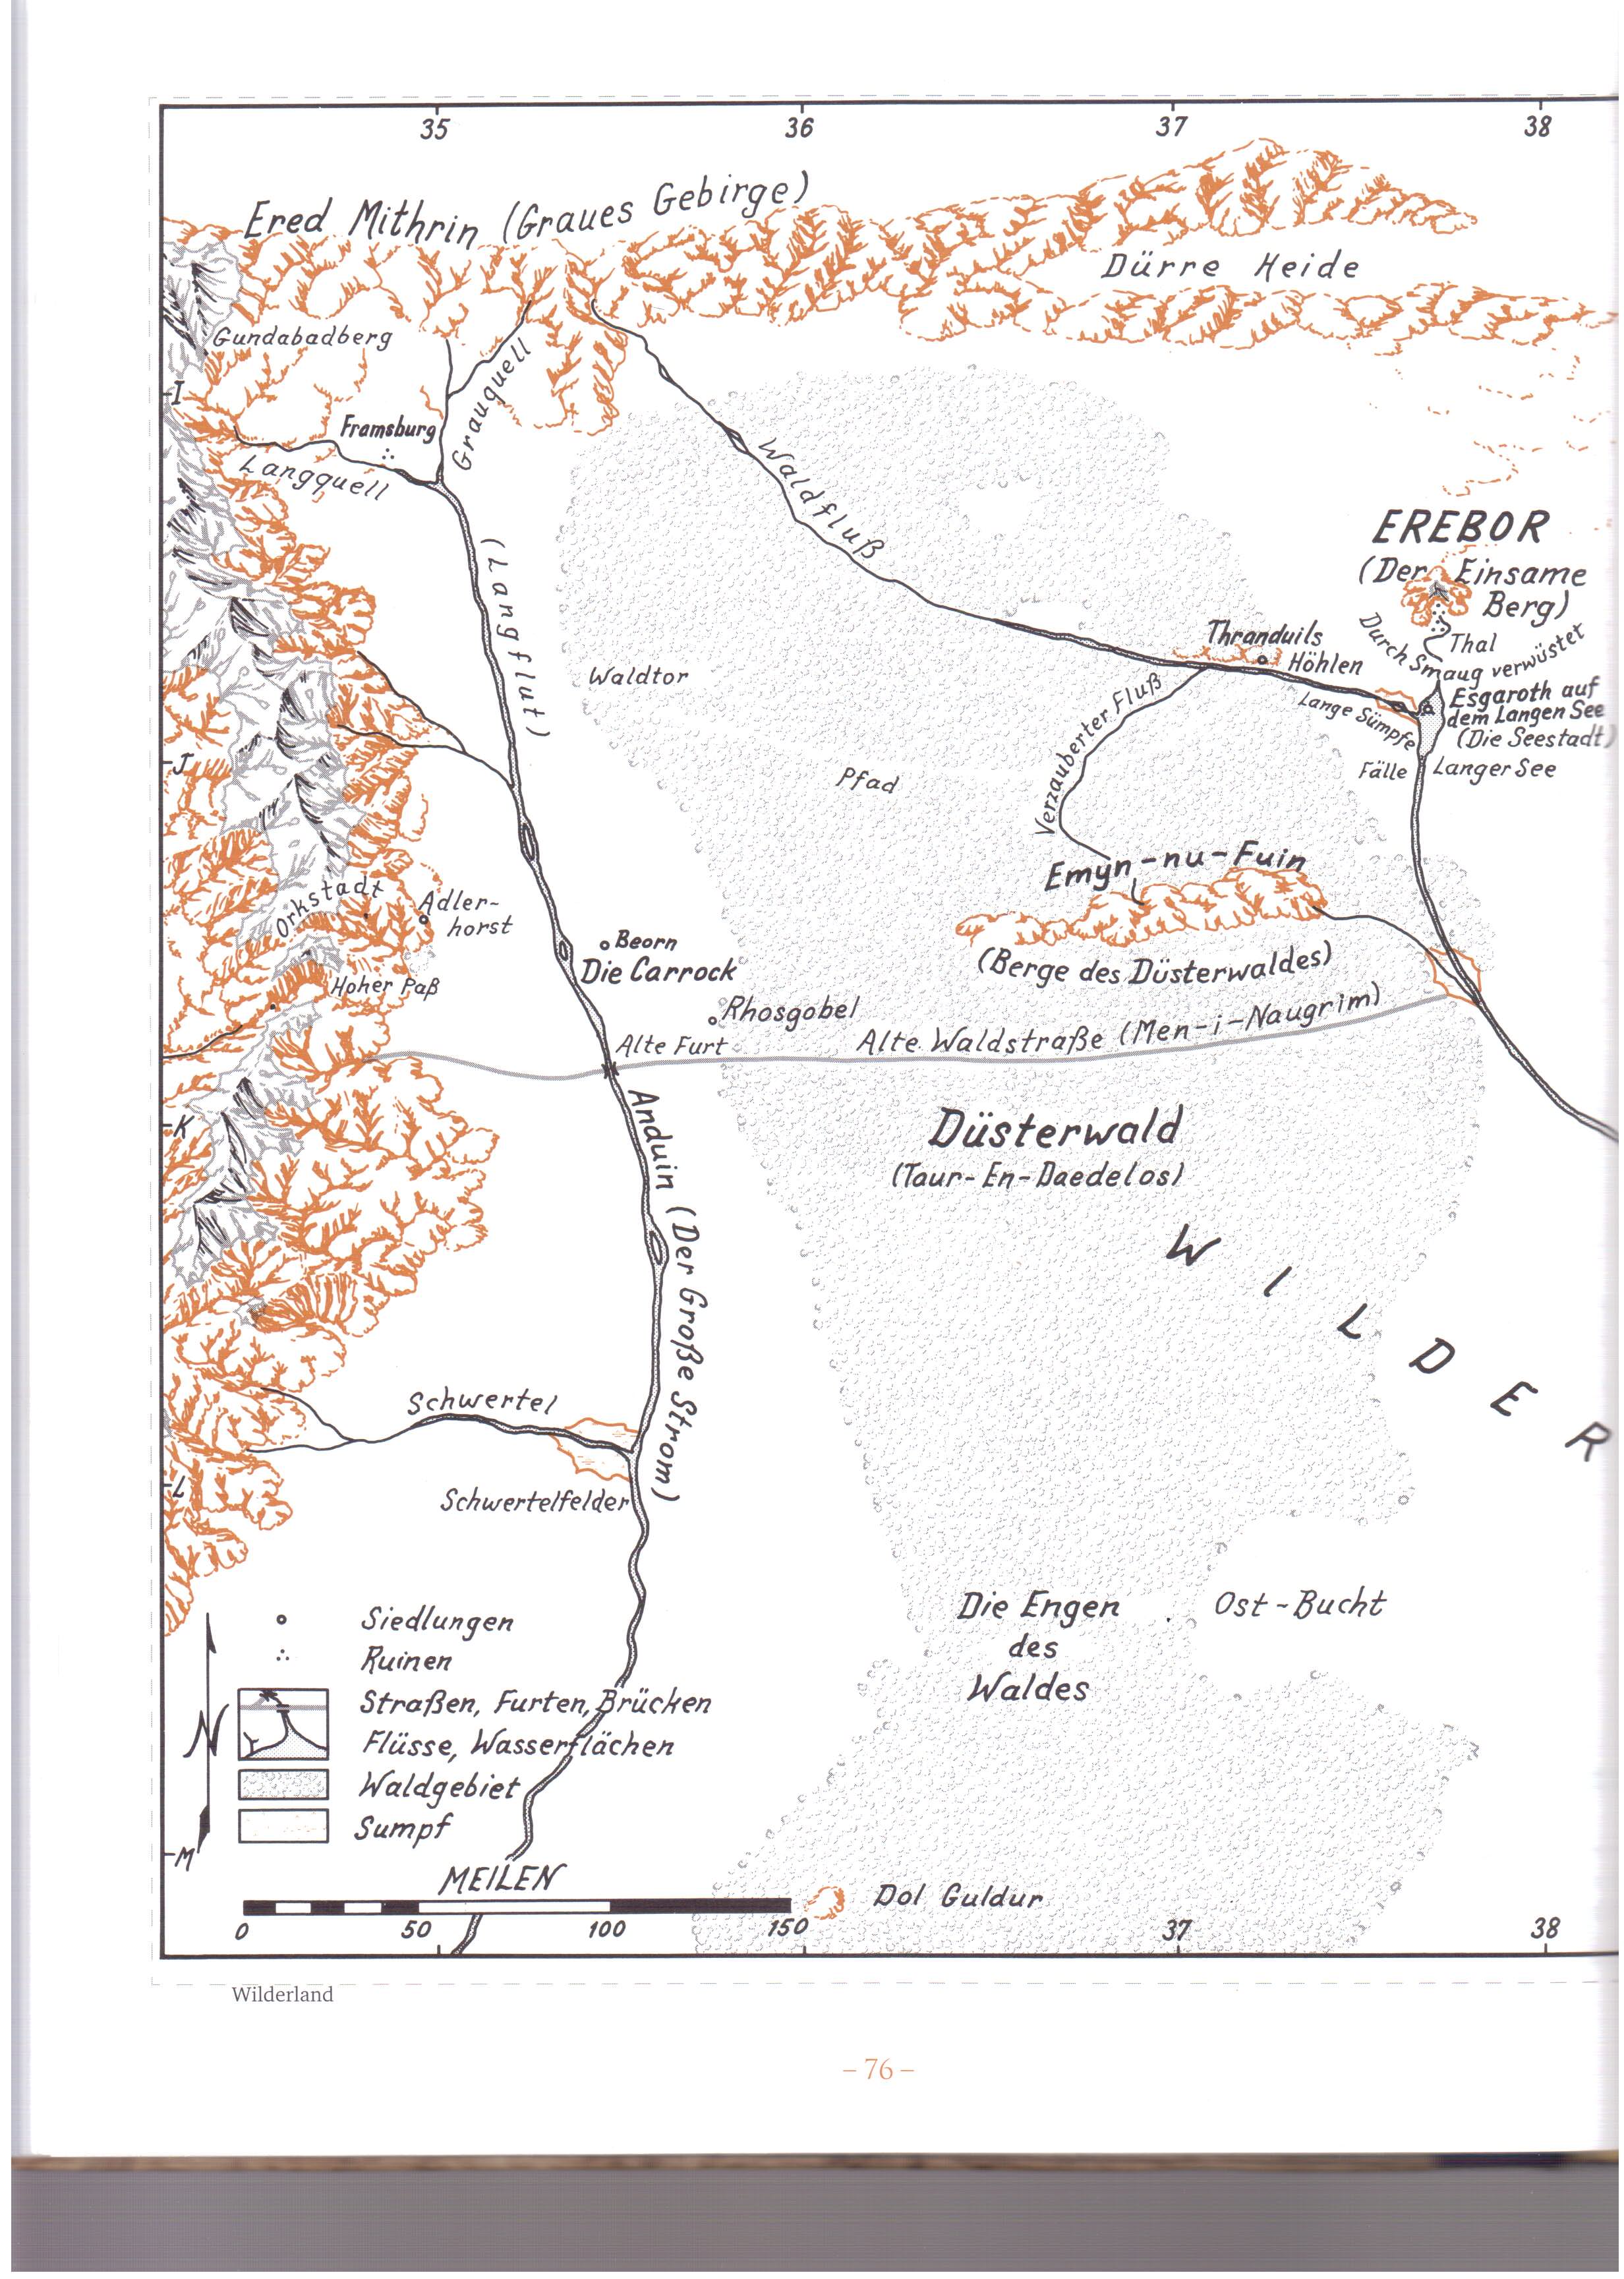 35
36
37
38
Ered Mithrin (Graues Gebirge)
Dürre Heide
Gundabadberg
I
Framsburg
Grauquell
Langquell
Waldfluß
(Langflut)
EREBOR
(Der Einsame
Berg)
Thal
Durch Smaug verwüstet
Thranduils
Höhlen
Waldtor
Verzauberter Fluß
Lange Sümpfe
Esgaroth auf
dem Langen See
(Die Seestadt)
J
Pfad
Fälle
Langer See
Emyn-nu-Fuin
Orkstadt
Adler-
horst
Beorn
Die Carrock
(Berge des Düsterwaldes)
Hoher Paß
Rhosgobel
Alte Furt
Alte Waldstraße (Men-i-Naugrim)
K
Anduin (Der Große Strom)
Düsterwald
(Taur-En-Daedelos)
WILDER
Schwertel
L
Schwertelfelder
Die Engen
des
Waldes
Ost-Bucht
Siedlungen
Ruinen
Straßen, Furten, Brücken
Flüsse, Wasserflächen
Waldgebiet
Sumpf
N
M
MEILEN
0
50
100
150
Dol Guldur
37
38
Wilderland
– 76 –